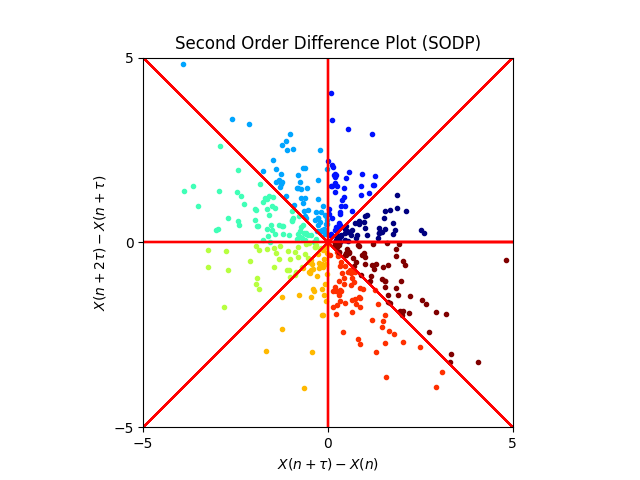 Second Order Difference Plot (SODP)
5
0
−5
X(n + 2τ) − X(n + τ)
−5
0
5
X(n + τ) − X(n)